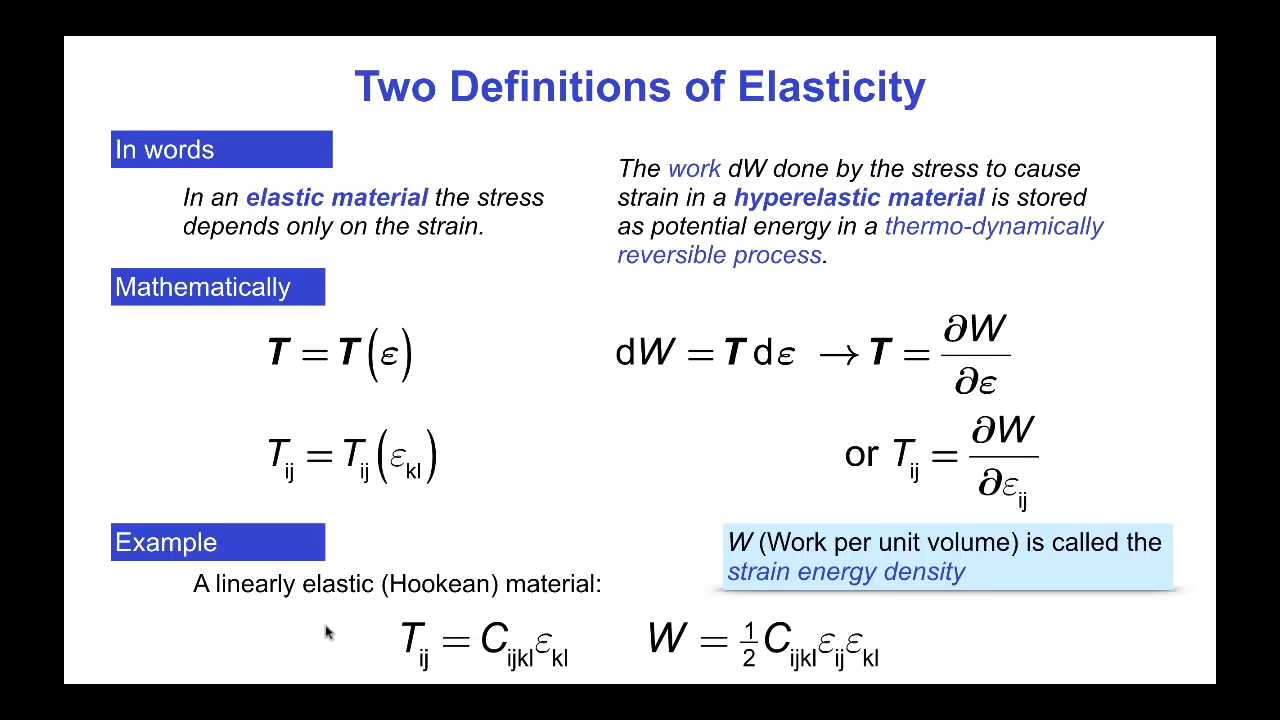 Two Definitions of Elasticity
In words
In an elastic material the stress
depends only on the strain.
The work dW done by the stress to cause
strain in a hyperelastic material is stored
as potential energy in a thermo-dynamically
reversible process.
Mathematically
T = T(ε)
dW = T dε → T = ∂W/∂ε
T_ij = T_ij(ε_kl)
or T_ij = ∂W/∂ε_ij
Example
W (Work per unit volume) is called the
strain energy density
A linearly elastic (Hookean) material:
T_ij = C_ijkl ε_kl
W = ½ C_ijkl ε_ij ε_kl